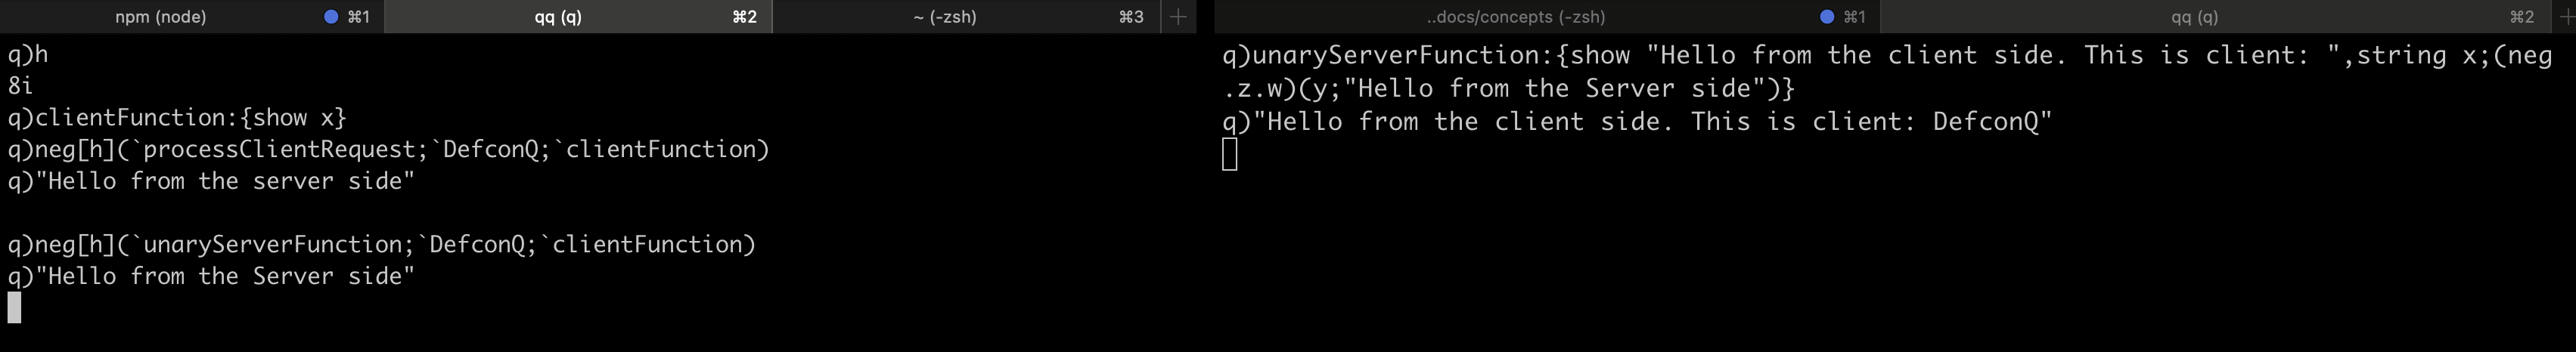 npm (node) ⌘1 qq (q) ⌘2 ~ (-zsh) ⌘3 +
q)h
8i
q)clientFunction:{show x}
q)neg[h](`processClientRequest;`DefconQ;`clientFunction)
q)"Hello from the server side"
q)neg[h](`unaryServerFunction;`DefconQ;`clientFunction)
q)"Hello from the Server side"
..docs/concepts (-zsh) ⌘1 qq (q) ⌘2 +
q)unaryServerFunction:{show "Hello from the client side. This is client: ",string x;(neg
.z.w)(y;"Hello from the Server side")}
q)"Hello from the client side. This is client: DefconQ"